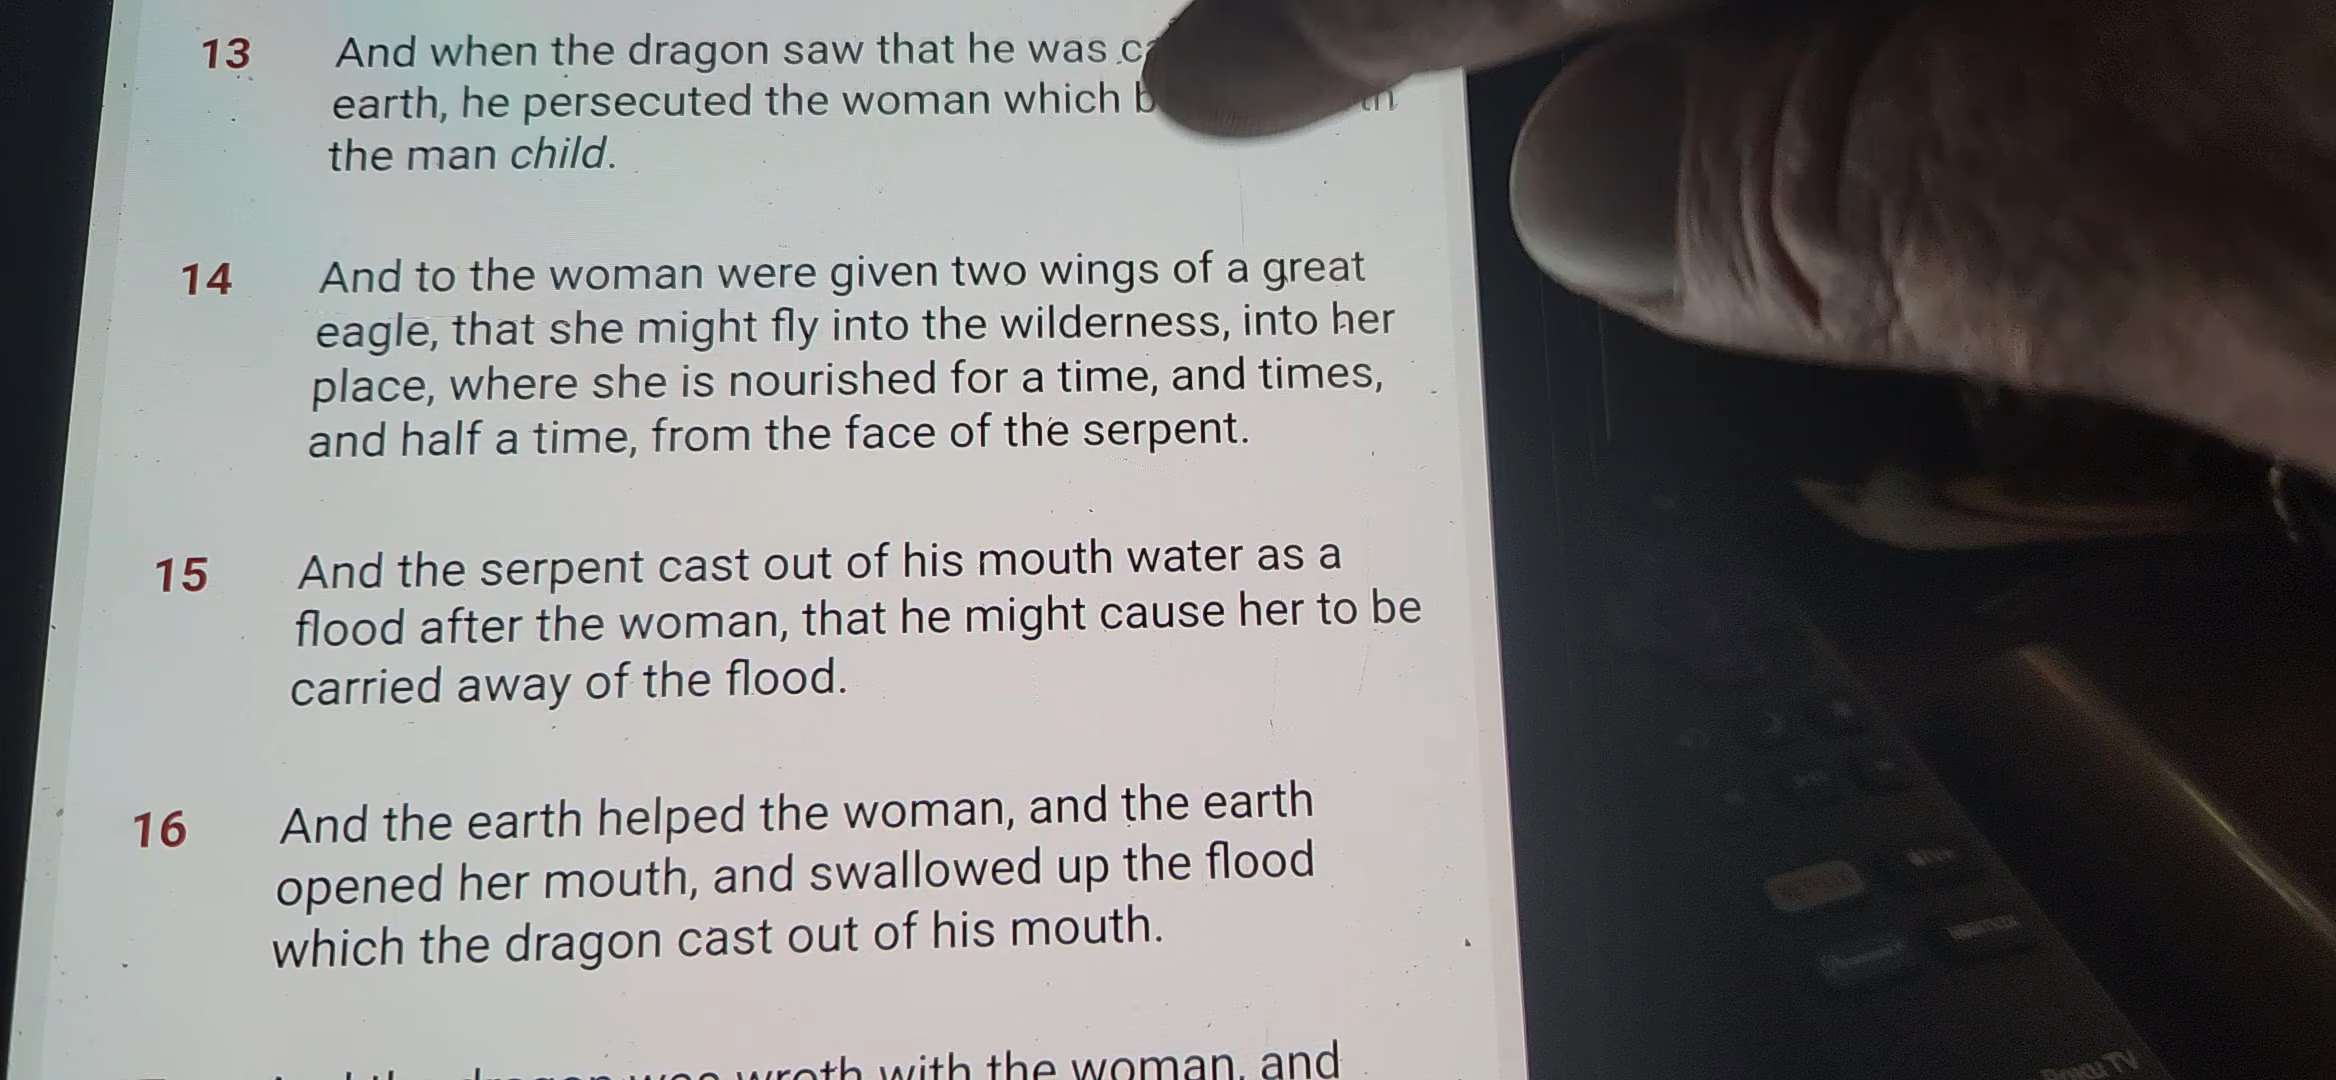 13 And when the dragon saw that he was
earth, he persecuted the woman which
the man child.
14 And to the woman were given two wings of a great
eagle, that she might fly into the wilderness, into her
place, where she is nourished for a time, and times,
and half a time, from the face of the serpent.
15 And the serpent cast out of his mouth water as a
flood after the woman, that he might cause her to be
carried away of the flood.
16 And the earth helped the woman, and the earth
opened her mouth, and swallowed up the flood
which the dragon cast out of his mouth.
dragon was wroth with the woman, and
Roku TV